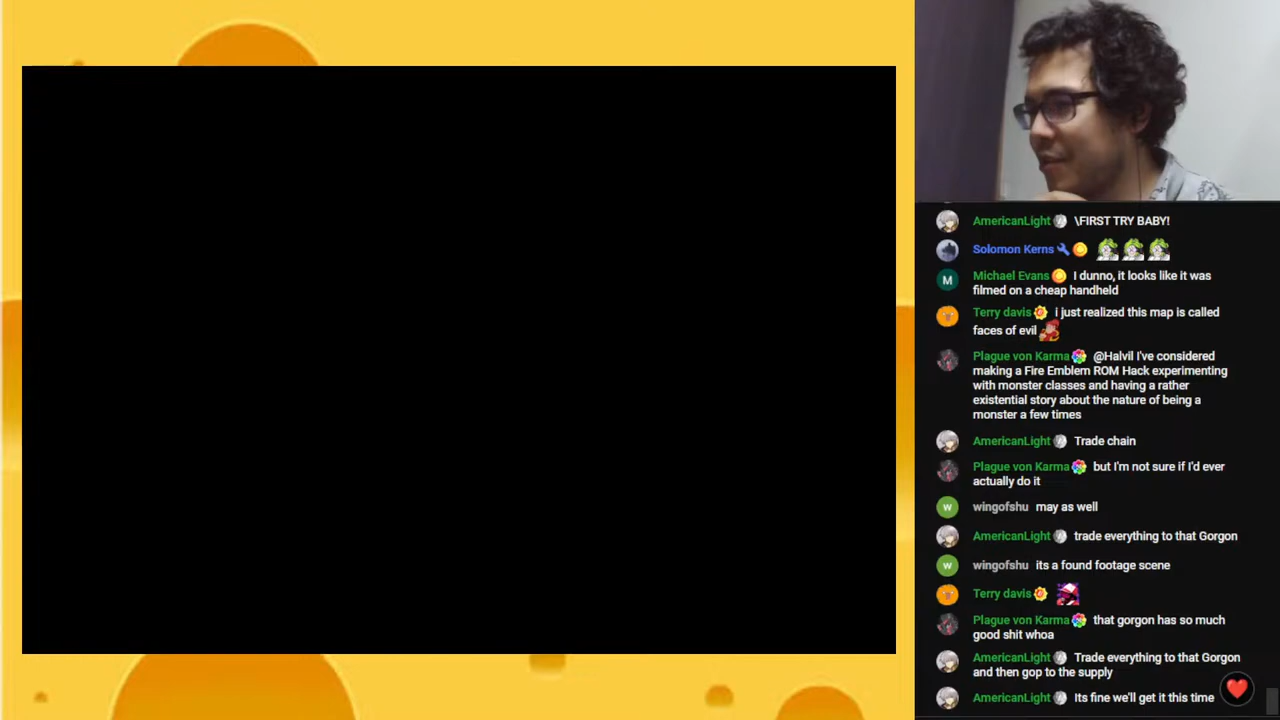 AmericanLight \FIRST TRY BABY!
Solomon Kerns
M Michael Evans I dunno, it looks like it was
filmed on a cheap handheld
Terry davis i just realized this map is called
faces of evil
Plague von Karma @Halvil I've considered
making a Fire Emblem ROM Hack experimenting
with monster classes and having a rather
existential story about the nature of being a
monster a few times
AmericanLight Trade chain
Plague von Karma but I'm not sure if I'd ever
actually do it
w wingofshu may as well
AmericanLight trade everything to that Gorgon
w wingofshu its a found footage scene
Terry davis
Plague von Karma that gorgon has so much
good shit whoa
AmericanLight Trade everything to that Gorgon
and then gop to the supply
AmericanLight Its fine we'll get it this time